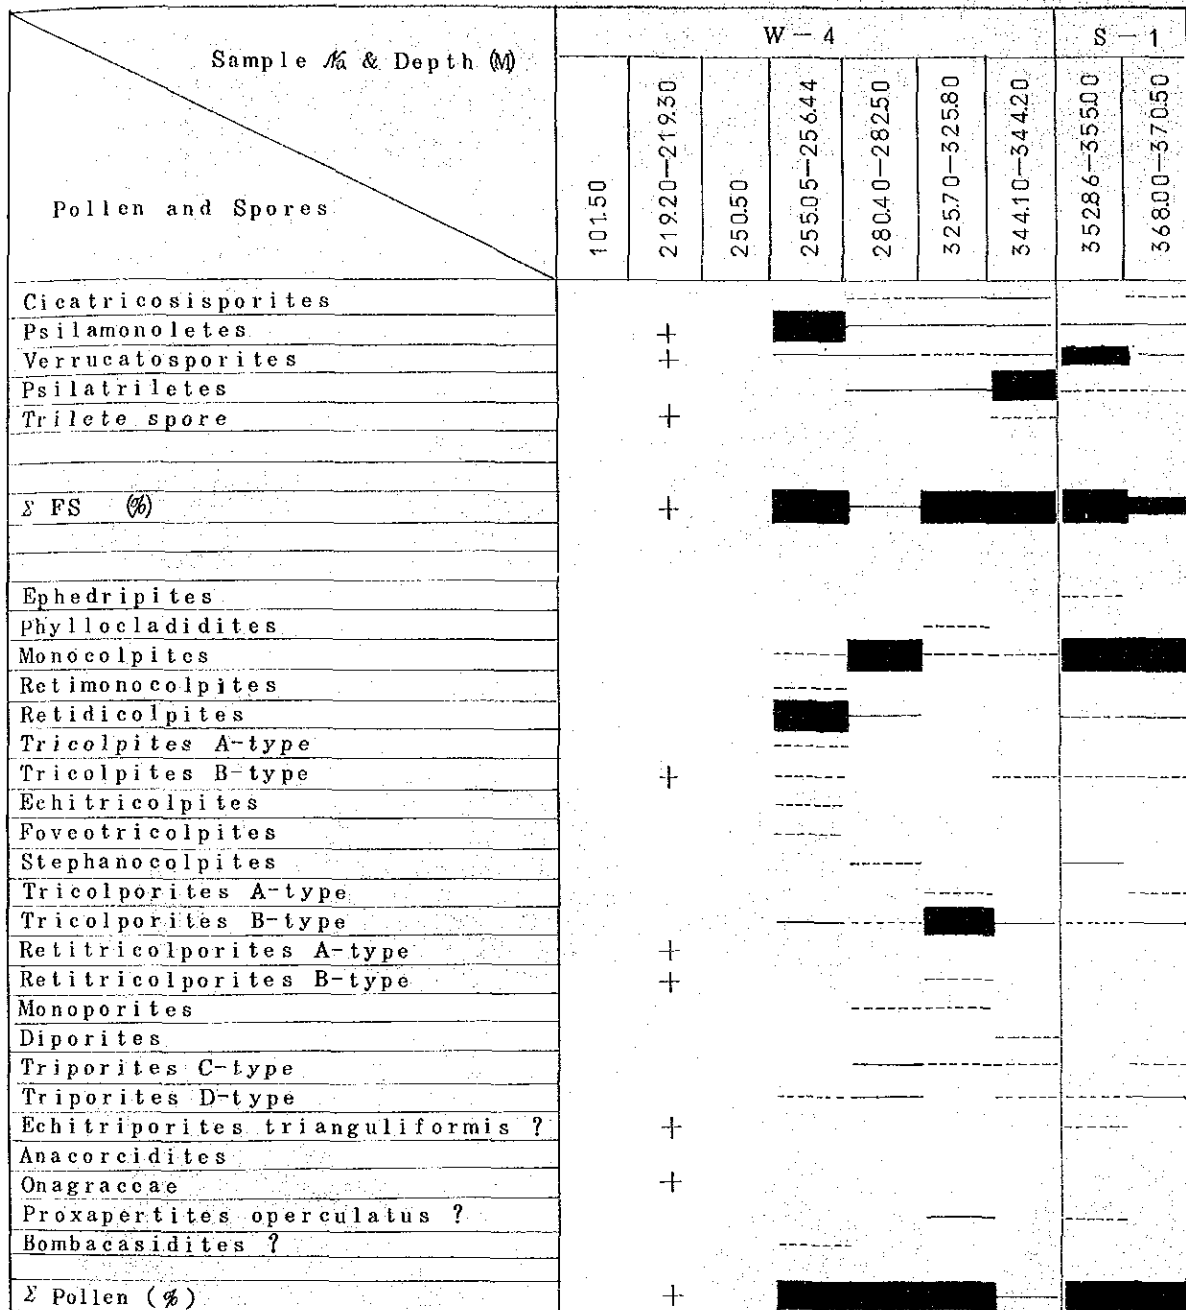 W - 4
S - 1
Sample № & Depth (M)
Pollen and Spores
101.50
219.20-219.30
250.50
255.05-256.44
280.40-282.50
325.70-325.80
344.10-344.20
352.86-355.00
368.00-370.50
Cicatricosisporites
Psilamonoletes +
Verrucatosporites +
Psilatriletes
Trilete spore +
Σ FS (%) +
Ephedripites
Phyllocladidites
Monocolpites
Retimonocolpites
Retidicolpites
Tricolpites A-type
Tricolpites B-type +
Echitricolpites
Foveotricolpites
Stephanocolpites
Tricolporites A-type
Tricolporites B-type
Retitricolporites A-type +
Retitricolporites B-type +
Monoporites
Diporites
Triporites C-type
Triporites D-type
Echitriporites trianguliformis ? +
Anacorcidites
Onagraceae +
Proxapertites operculatus ?
Bombacasidites ?
Σ Pollen (%) +